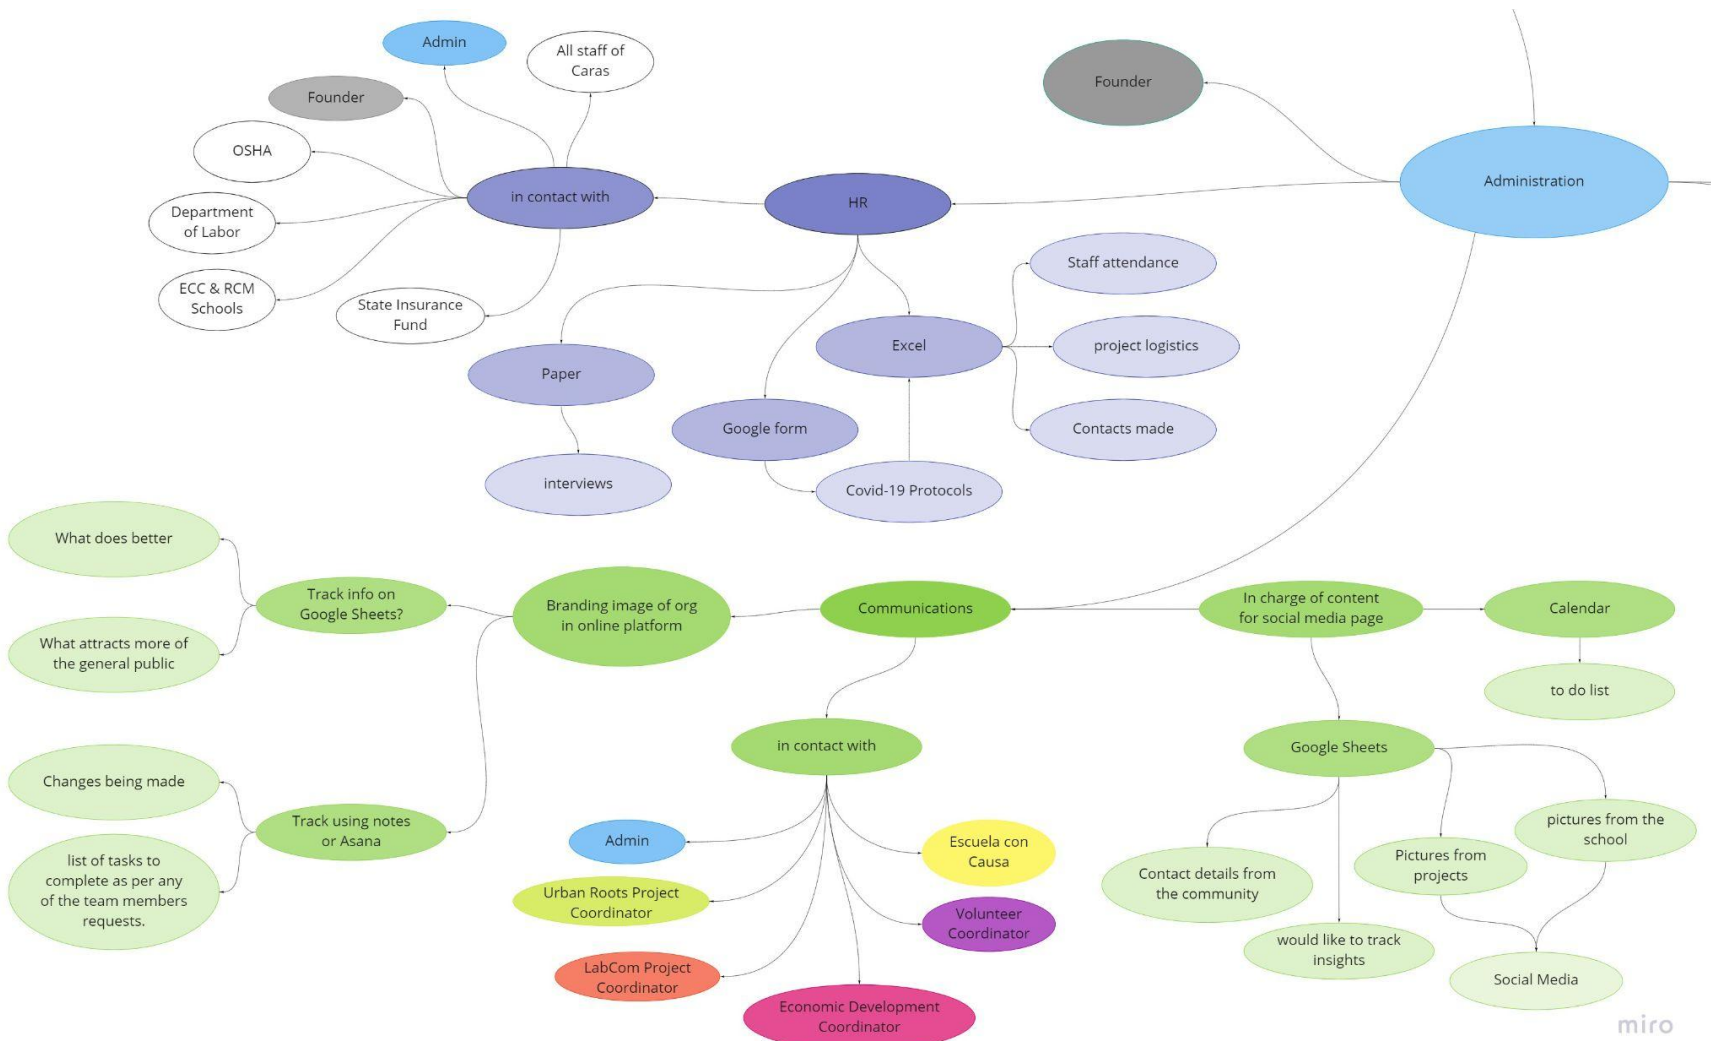 Admin
All staff of
Caras
Founder
Founder
OSHA
in contact with
HR
Administration
Department
of Labor
ECC & RCM
Schools
State Insurance
Fund
Staff attendance
Excel
project logistics
Paper
Google form
Contacts made
interviews
Covid-19 Protocols
What does better
Track info on
Google Sheets?
What attracts more of
the general public
Branding image of org
in online platform
Communications
In charge of content
for social media page
Calendar
to do list
in contact with
Google Sheets
Changes being made
Track using notes
or Asana
list of tasks to
complete as per any
of the team members
requests.
Admin
Urban Roots Project
Coordinator
LabCom Project
Coordinator
Economic Development
Coordinator
Escuela con
Causa
Volunteer
Coordinator
Contact details from
the community
would like to track
insights
Pictures from
projects
pictures from the
school
Social Media
miro